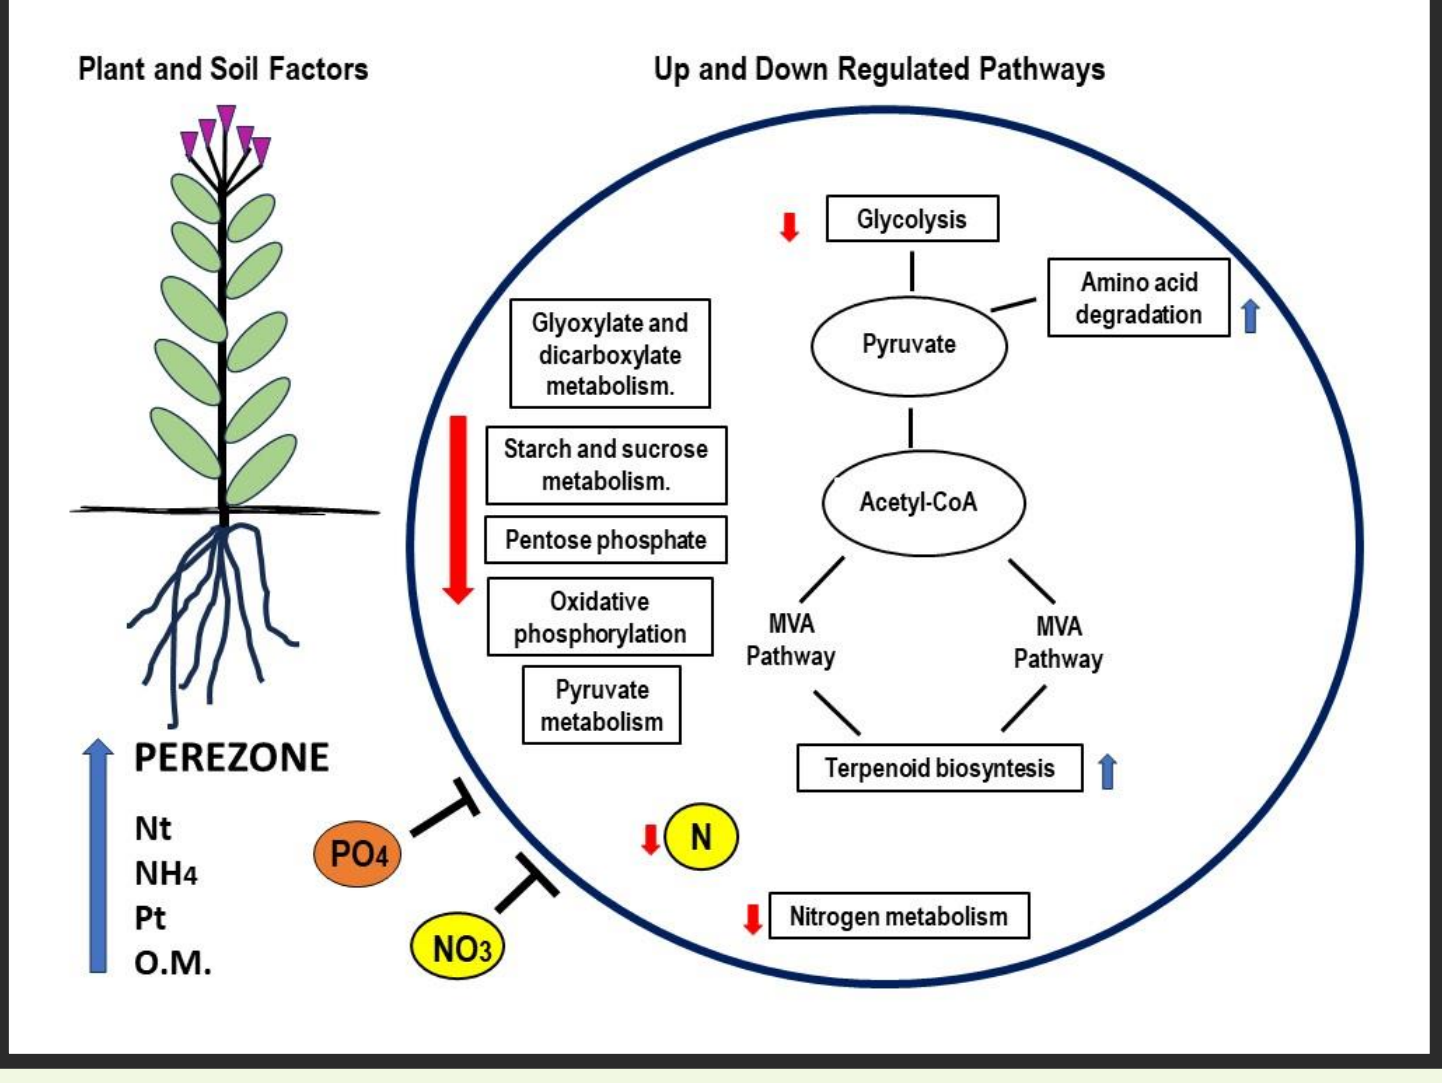 Plant and Soil Factors
Up and Down Regulated Pathways
Glycolysis
Amino acid
degradation
Pyruvate
Glyoxylate and
dicarboxylate
metabolism.
Starch and sucrose
metabolism.
Pentose phosphate
Oxidative
phosphorylation
Pyruvate
metabolism
Acetyl-CoA
MVA
Pathway
MVA
Pathway
Terpenoid biosyntesis
PEREZONE
Nt
NH4
Pt
O.M.
PO4
NO3
N
Nitrogen metabolism